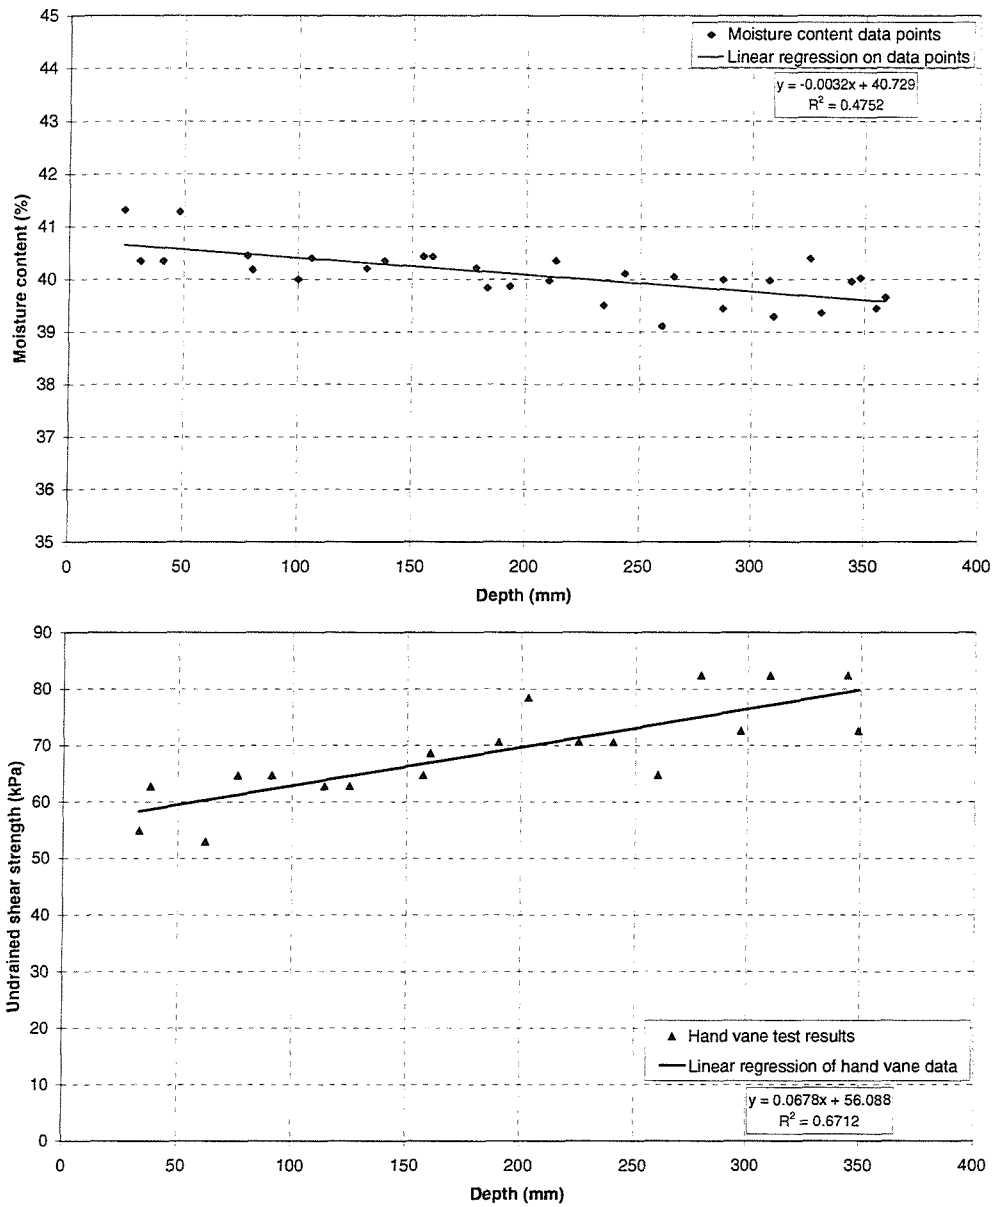 45
44
43
42
41
40
39
38
37
36
35
Moisture content (%)
Moisture content data points
Linear regression on data points
y = -0.0032x + 40.729
R² = 0.4752
0 50 100 150 200 250 300 350 400
Depth (mm)
90
80
70
60
50
40
30
20
10
0
Undrained shear strength (kPa)
Hand vane test results
Linear regression of hand vane data
y = 0.0678x + 56.088
R² = 0.6712
0 50 100 150 200 250 300 350 400
Depth (mm)